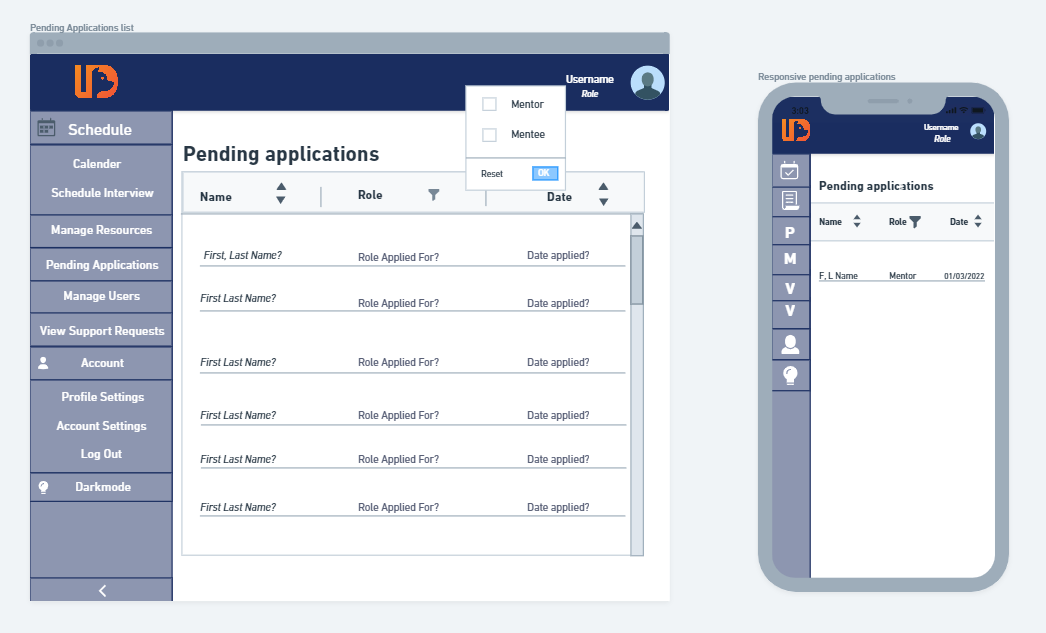 Pending Applications list
Username
Role
Mentor
Mentee
Reset
OK
Schedule
Calender
Schedule Interview
Manage Resources
Pending Applications
Manage Users
View Support Requests
Account
Profile Settings
Account Settings
Log Out
Darkmode
Pending applications
Name
Role
Date
First, Last Name? Role Applied For? Date applied?
First Last Name? Role Applied For? Date applied?
First Last Name? Role Applied For? Date applied?
First Last Name? Role Applied For? Date applied?
First Last Name? Role Applied For? Date applied?
First Last Name? Role Applied For? Date applied?
Responsive pending applications
3:53
Username
Role
P
M
V
V
Pending applications
Name Role Date
F, L Name Mentor 01/03/2022